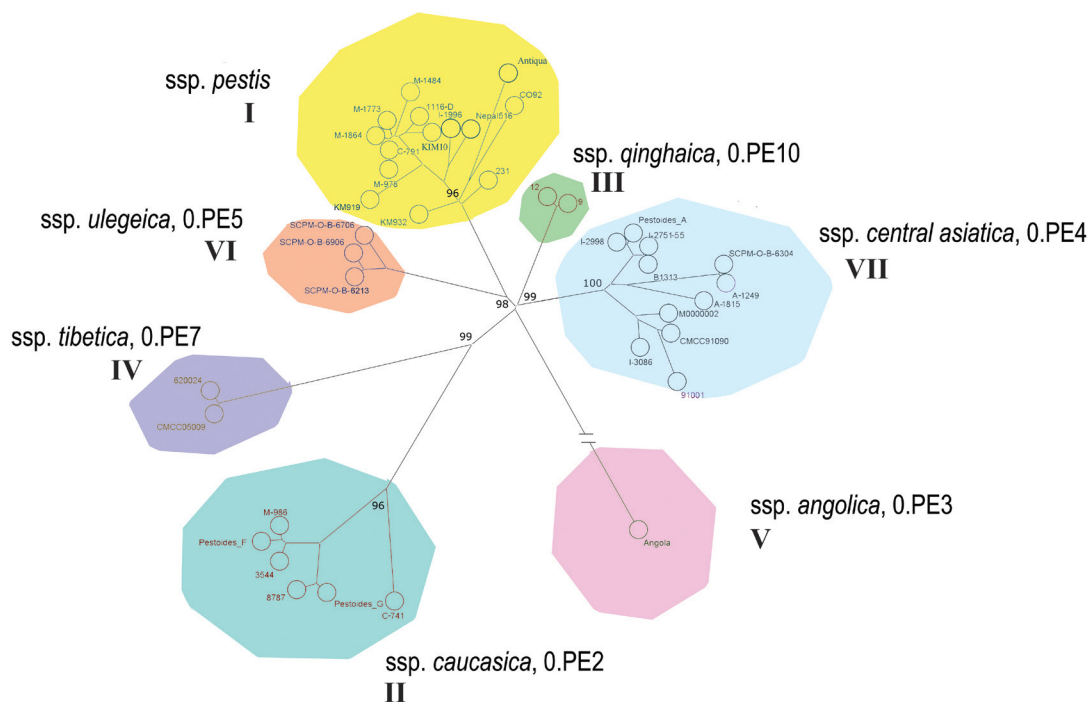 ssp. pestis
I
Antiqua
M-1484
CO92
M-1773
1116-D
I-1996
Nepal516
M-1864
KIM10
C-791
M-978
231
KM919
96
KM932
ssp. qinghaica, 0.PE10
III
12
9
ssp. ulegeica, 0.PE5
VI
SCPM-O-B-6706
SCPM-O-B-6906
SCPM-O-B-6213
98
99
ssp. central asiatica, 0.PE4
VII
Pestoides_A
I-2998
I-2751-55
SCPM-O-B-6304
B1313
100
A-1249
A-1815
M0000002
CMCC91090
I-3086
91001
ssp. tibetica, 0.PE7
IV
99
620024
CMCC05009
ssp. angolica, 0.PE3
V
Angola
96
M-986
Pestoides_F
3544
8787
Pestoides_G
C-741
ssp. caucasica, 0.PE2
II